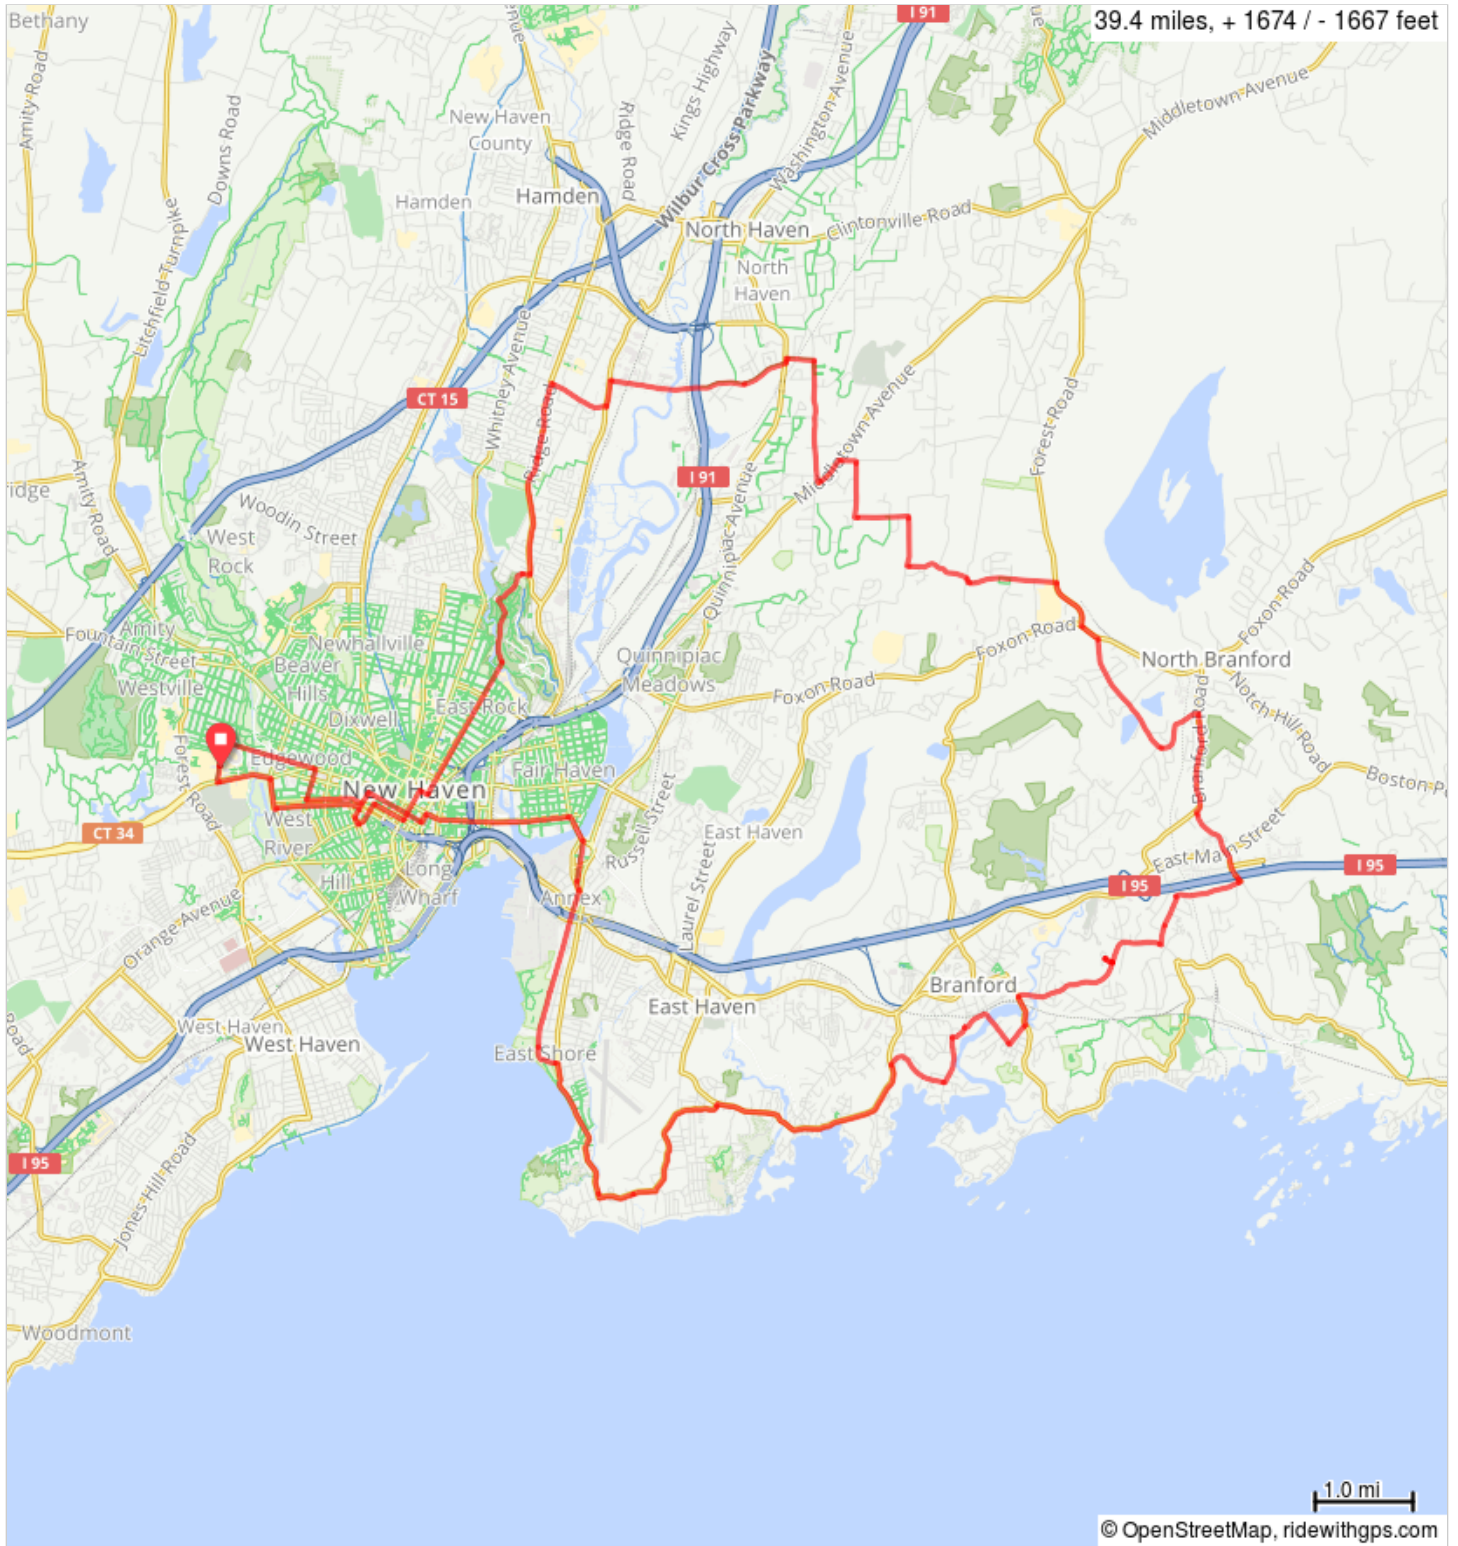 Bethany
I 91
39.4 miles, + 1674 / - 1667 feet
Amity Road
Downs Road
New Haven
County
Ridge Road
Kings Highway
Wilbur Cross Parkway
Washington Avenue
Middletown Avenue
Hamden
Hamden
Litchfield Turnpike
North Haven
Clintonville Road
North
Haven
Whitney Avenue
CT 15
Ridge Road
Middletown Avenue
Forest Road
Amity Road
idge
Woodin Street
I 91
West
Rock
Quinnipiac Avenue
Amity
Fountain Street
Westville
Newhallville
Beaver
Hills
Dixwell
East Rock
Quinnipiac
Meadows
Foxon Road
Foxon Road
Foxon Road
North Branford
Notch Hill Road
Branford Road
Forest Road
Edgewood
New Haven
Fair Haven
Boston P
CT 34
West
River
Russell Street
East Haven
East Main Street
Hill
Long
Wharf
Annex
Laurel Street
I 95
I 95
Orange Avenue
Branford
Road
West Haven
West Haven
East Haven
East Shore
I 95
Jones Hill Road
Woodmont
1.0 mi
© OpenStreetMap, ridewithgps.com